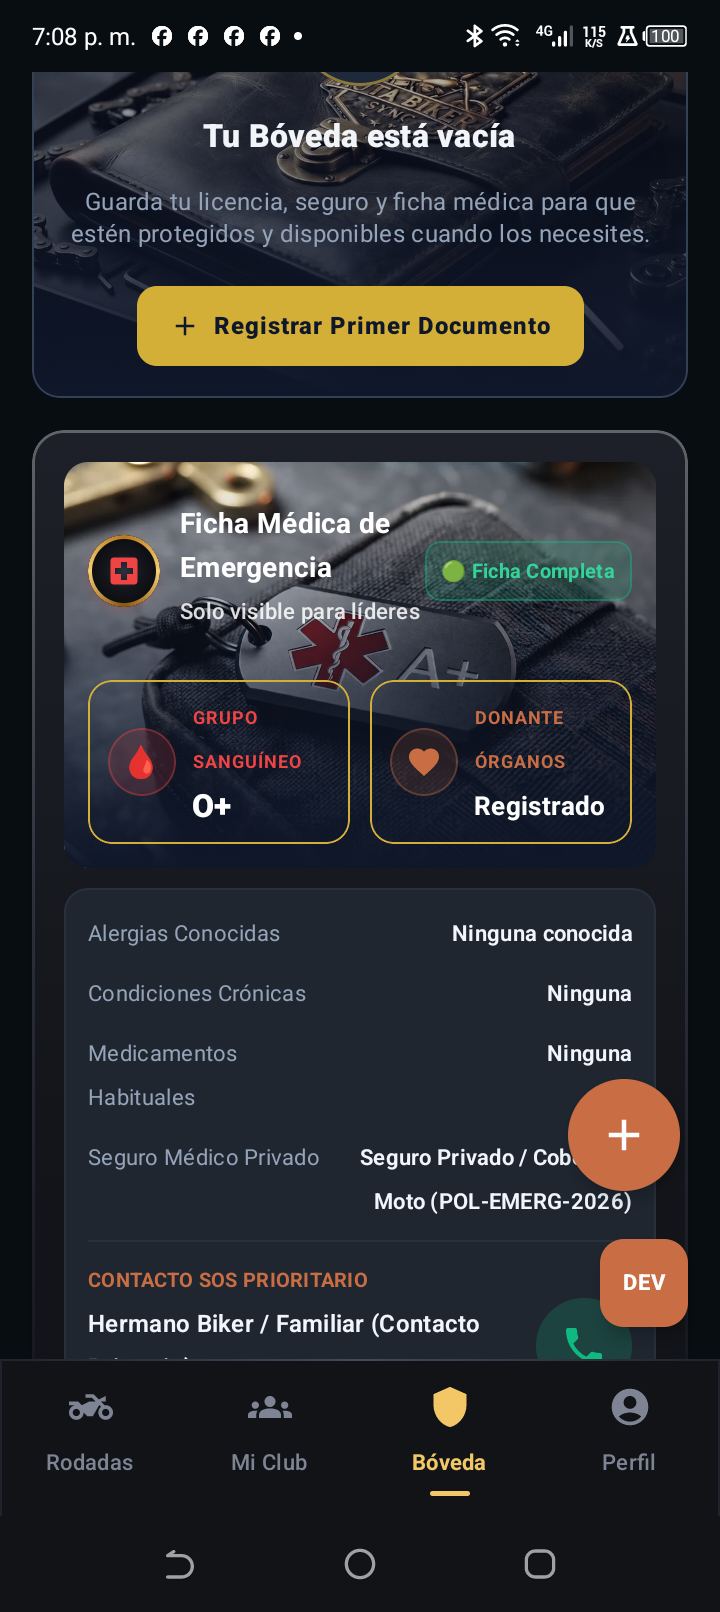 7:08 p. m.
4G
115
K/S
100
BIKER
SYNC
Tu Bóveda está vacía
Guarda tu licencia, seguro y ficha médica para que
estén protegidos y disponibles cuando los necesites.
Registrar Primer Documento
Ficha Médica de
Emergencia
Solo visible para líderes
Ficha Completa
A+
GRUPO
SANGUÍNEO
O+
DONANTE
ÓRGANOS
Registrado
Alergias Conocidas
Ninguna conocida
Condiciones Crónicas
Ninguna
Medicamentos
Habituales
Ninguna
Seguro Médico Privado
Seguro Privado / Cob
Moto (POL-EMERG-2026)
CONTACTO SOS PRIORITARIO
DEV
Hermano Biker / Familiar (Contacto
Rodadas
Mi Club
Bóveda
Perfil